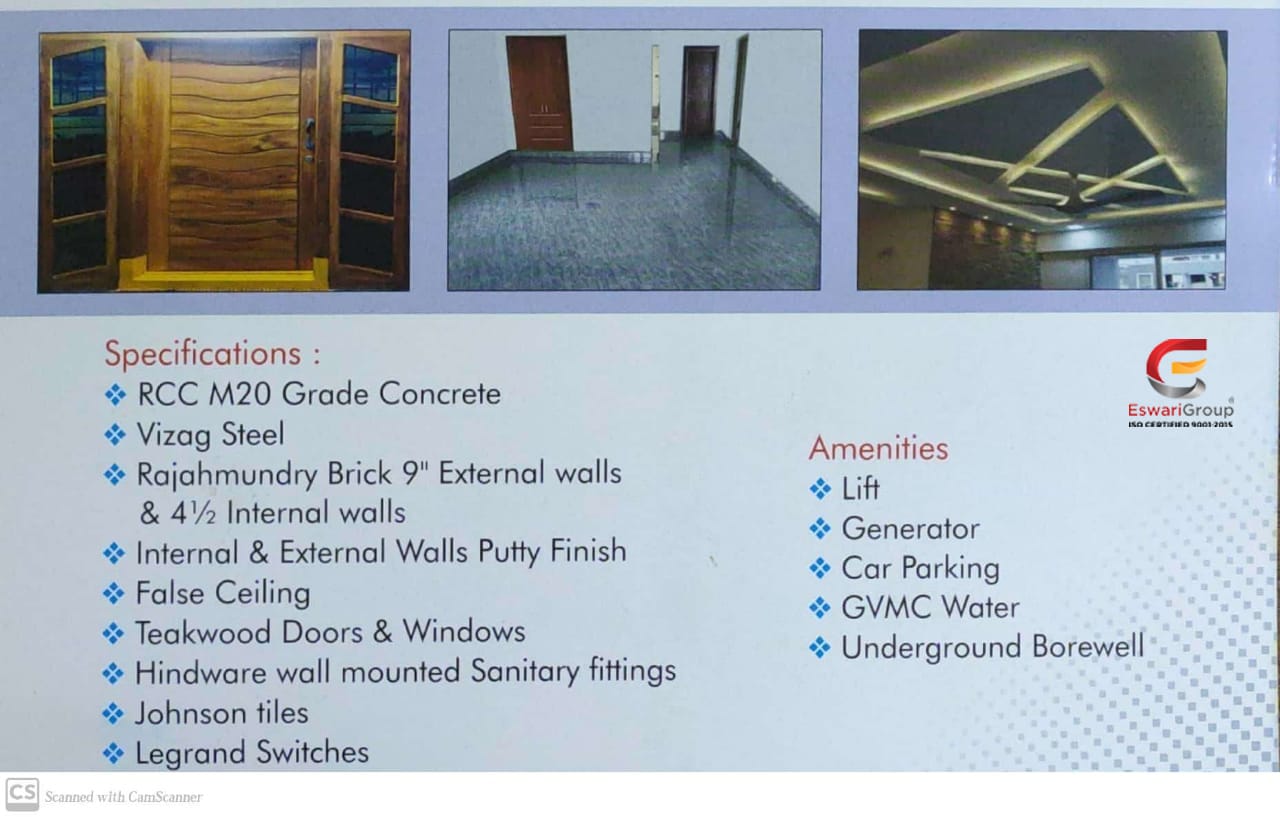 Specifications :
RCC M20 Grade Concrete
Vizag Steel
Rajahmundry Brick 9" External walls
& 4½ Internal walls
Internal & External Walls Putty Finish
False Ceiling
Teakwood Doors & Windows
Hindware wall mounted Sanitary fittings
Johnson tiles
Legrand Switches
EswariGroup®
ISO CERTIFIED 9001-2015
Amenities
Lift
Generator
Car Parking
GVMC Water
Underground Borewell
CS Scanned with CamScanner